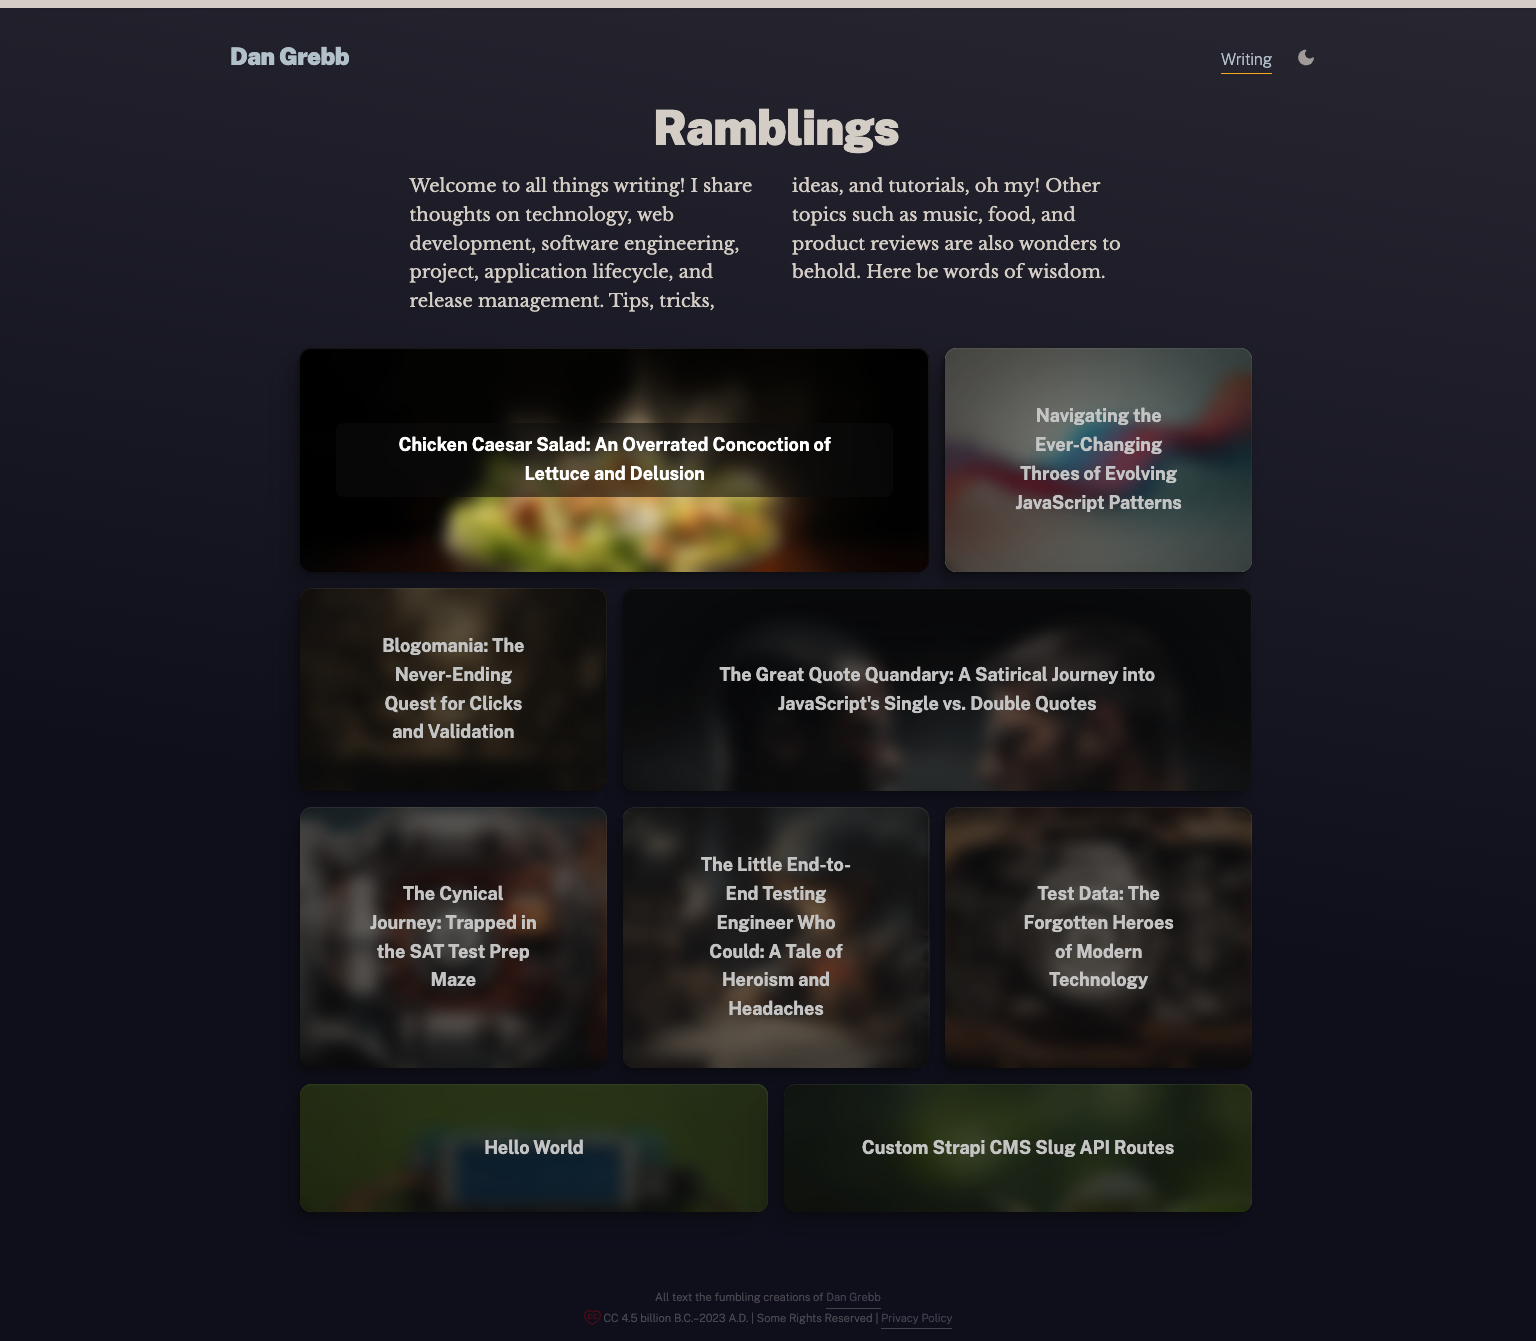 Dan Grebb
Writing
Ramblings
Welcome to all things writing! I share
thoughts on technology, web
development, software engineering,
project, application lifecycle, and
release management. Tips, tricks,
ideas, and tutorials, oh my! Other
topics such as music, food, and
product reviews are also wonders to
behold. Here be words of wisdom.
Chicken Caesar Salad: An Overrated Concoction of
Lettuce and Delusion
Navigating the
Ever-Changing
Throes of Evolving
JavaScript Patterns
Blogomania: The
Never-Ending
Quest for Clicks
and Validation
The Great Quote Quandary: A Satirical Journey into
JavaScript's Single vs. Double Quotes
The Cynical
Journey: Trapped in
the SAT Test Prep
Maze
The Little End-to-
End Testing
Engineer Who
Could: A Tale of
Heroism and
Headaches
Test Data: The
Forgotten Heroes
of Modern
Technology
Hello World
Custom Strapi CMS Slug API Routes
All text the fumbling creations of Dan Grebb
CC 4.5 billion B.C.–2023 A.D. | Some Rights Reserved | Privacy Policy